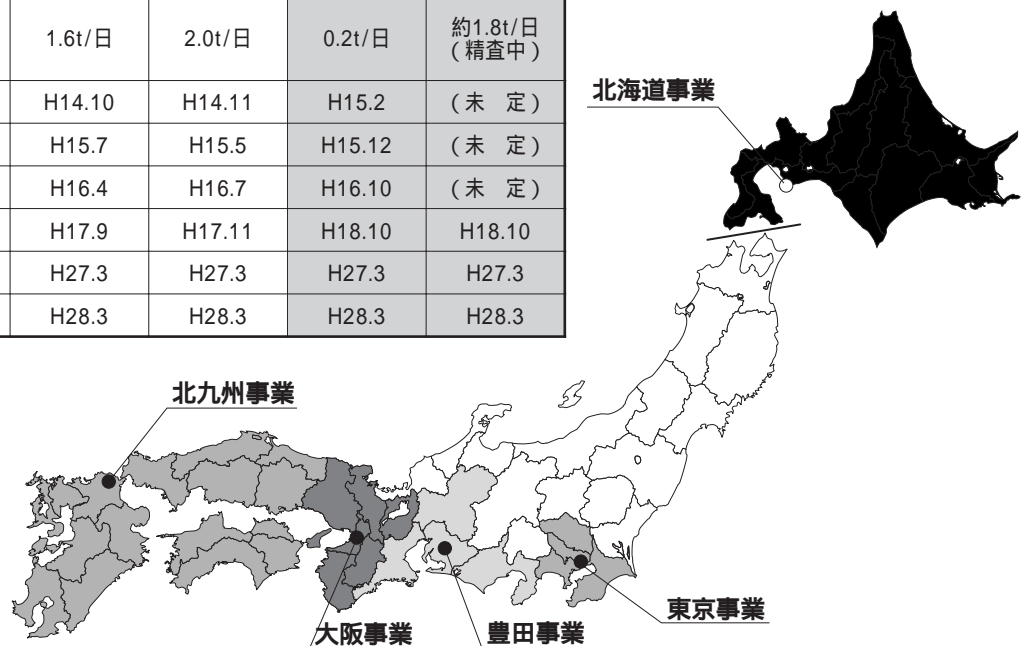 1.6t/日 2.0t/日 0.2t/日 約1.8t/日
（精査中）
H14.10 H14.11 H15.2 （未　定）
H15.7 H15.5 H15.12 （未　定）
H16.4 H16.7 H16.10 （未　定）
H17.9 H17.11 H18.10 H18.10
H27.3 H27.3 H27.3 H27.3
H28.3 H28.3 H28.3 H28.3
北海道事業
北九州事業
大阪事業
豊田事業
東京事業